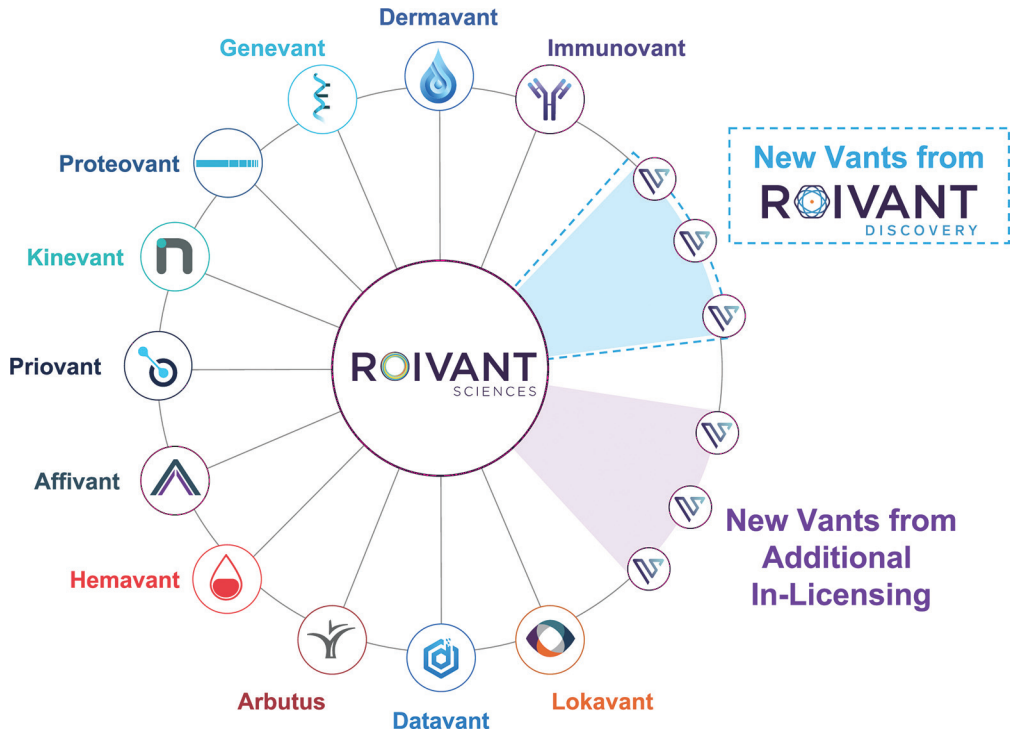 Dermavant
Genevant
Immunovant
Proteovant
New Vants from
ROIVANT
DISCOVERY
Kinevant
Priovant
ROIVANT
SCIENCES
Affivant
New Vants from
Additional
In-Licensing
Hemavant
Arbutus
Lokavant
Datavant